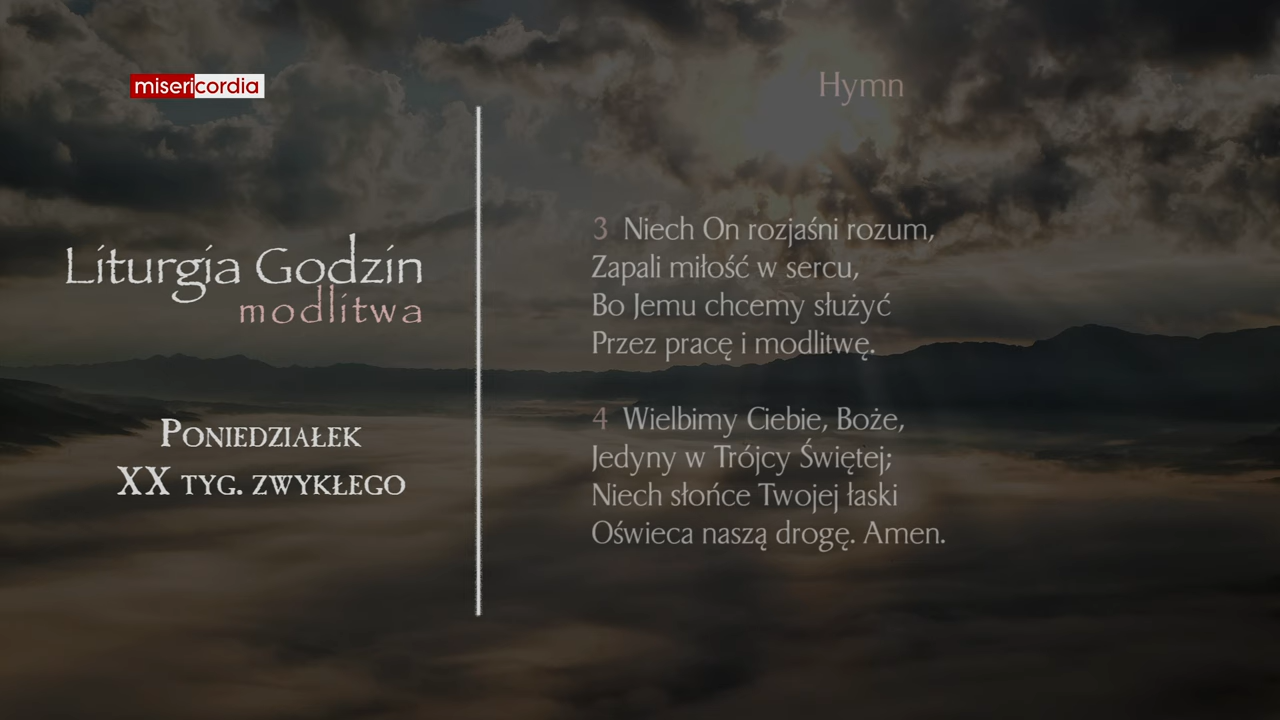 misericordia
Liturgia Godzin
modlitwa
Poniedziałek
XX tyg. zwykłego
Hymn
3 Niech On rozjaśni rozum,
Zapali miłość w sercu,
Bo Jemu chcemy służyć
Przez pracę i modlitwę.
4 Wielbimy Ciebie, Boże,
Jedyny w Trójcy Świętej;
Niech słońce Twojej łaski
Oświeca naszą drogę. Amen.